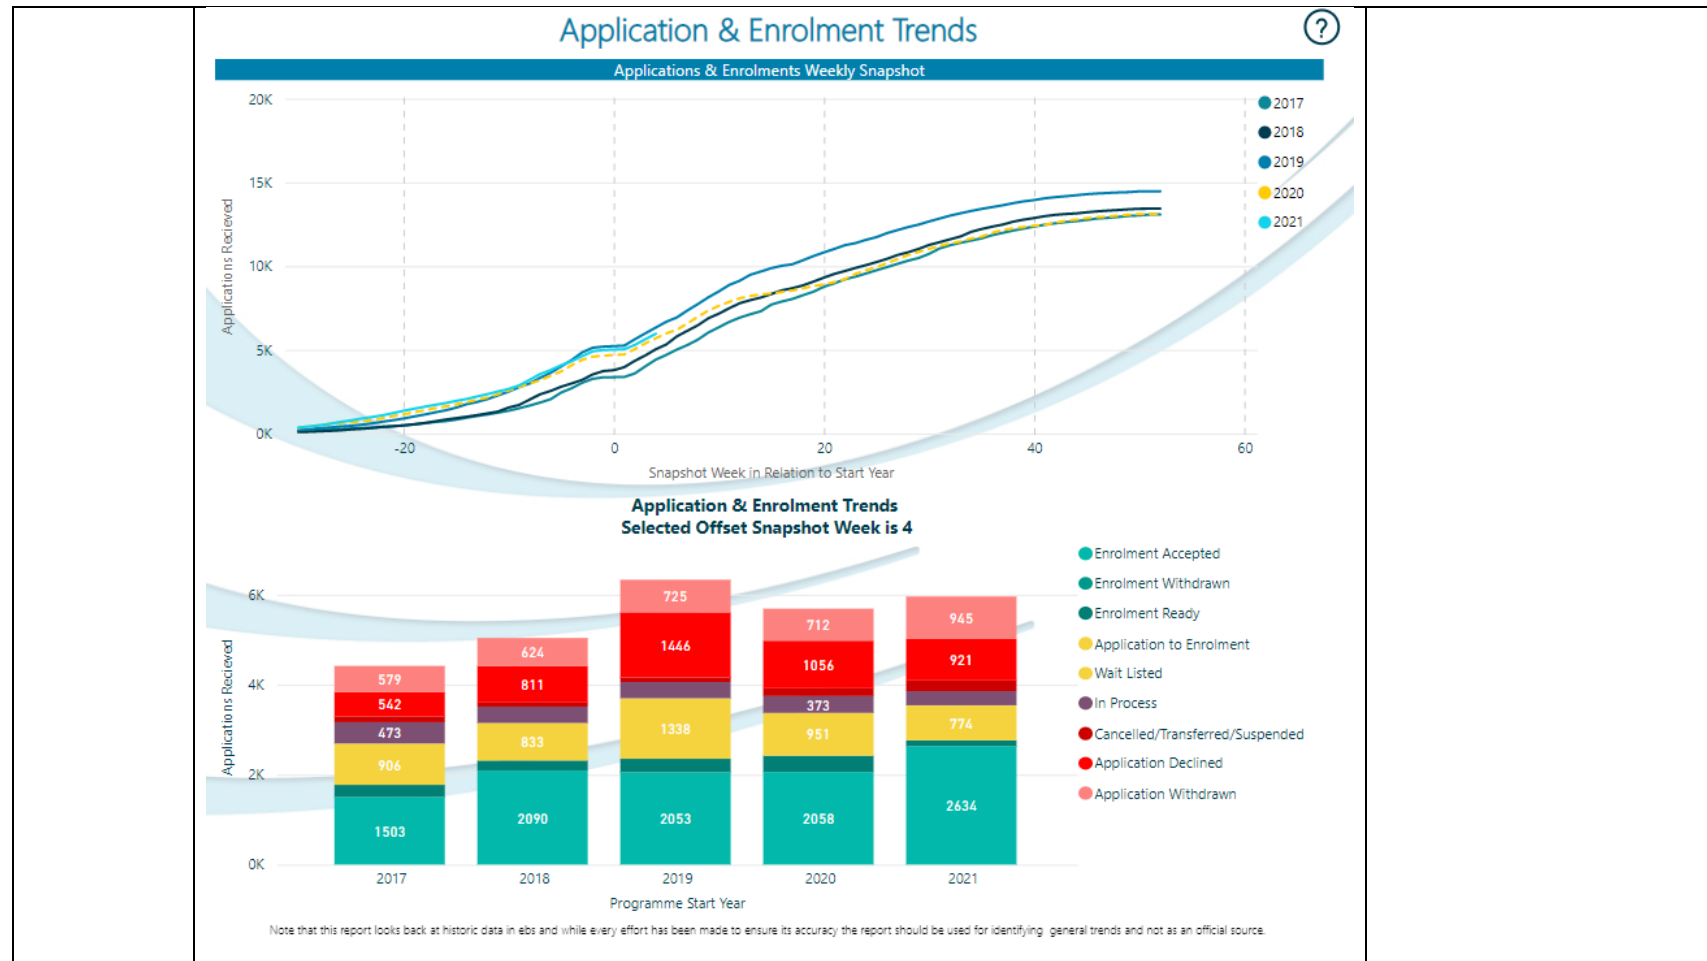 Application & Enrolment Trends
?
Applications & Enrolments Weekly Snapshot
20K
15K
10K
5K
0K
Applications Recieved
-20
0
20
40
60
Snapshot Week in Relation to Start Year
2017
2018
2019
2020
2021
Application & Enrolment Trends
Selected Offset Snapshot Week is 4
6K
4K
2K
0K
Applications Recieved
579
542
473
906
1503
624
811
833
2090
725
1446
1338
2053
712
1056
373
951
2058
945
921
774
2634
2017
2018
2019
2020
2021
Programme Start Year
Enrolment Accepted
Enrolment Withdrawn
Enrolment Ready
Application to Enrolment
Wait Listed
In Process
Cancelled/Transferred/Suspended
Application Declined
Application Withdrawn
Note that this report looks back at historic data in ebs and while every effort has been made to ensure its accuracy the report should be used for identifying general trends and not as an official source.